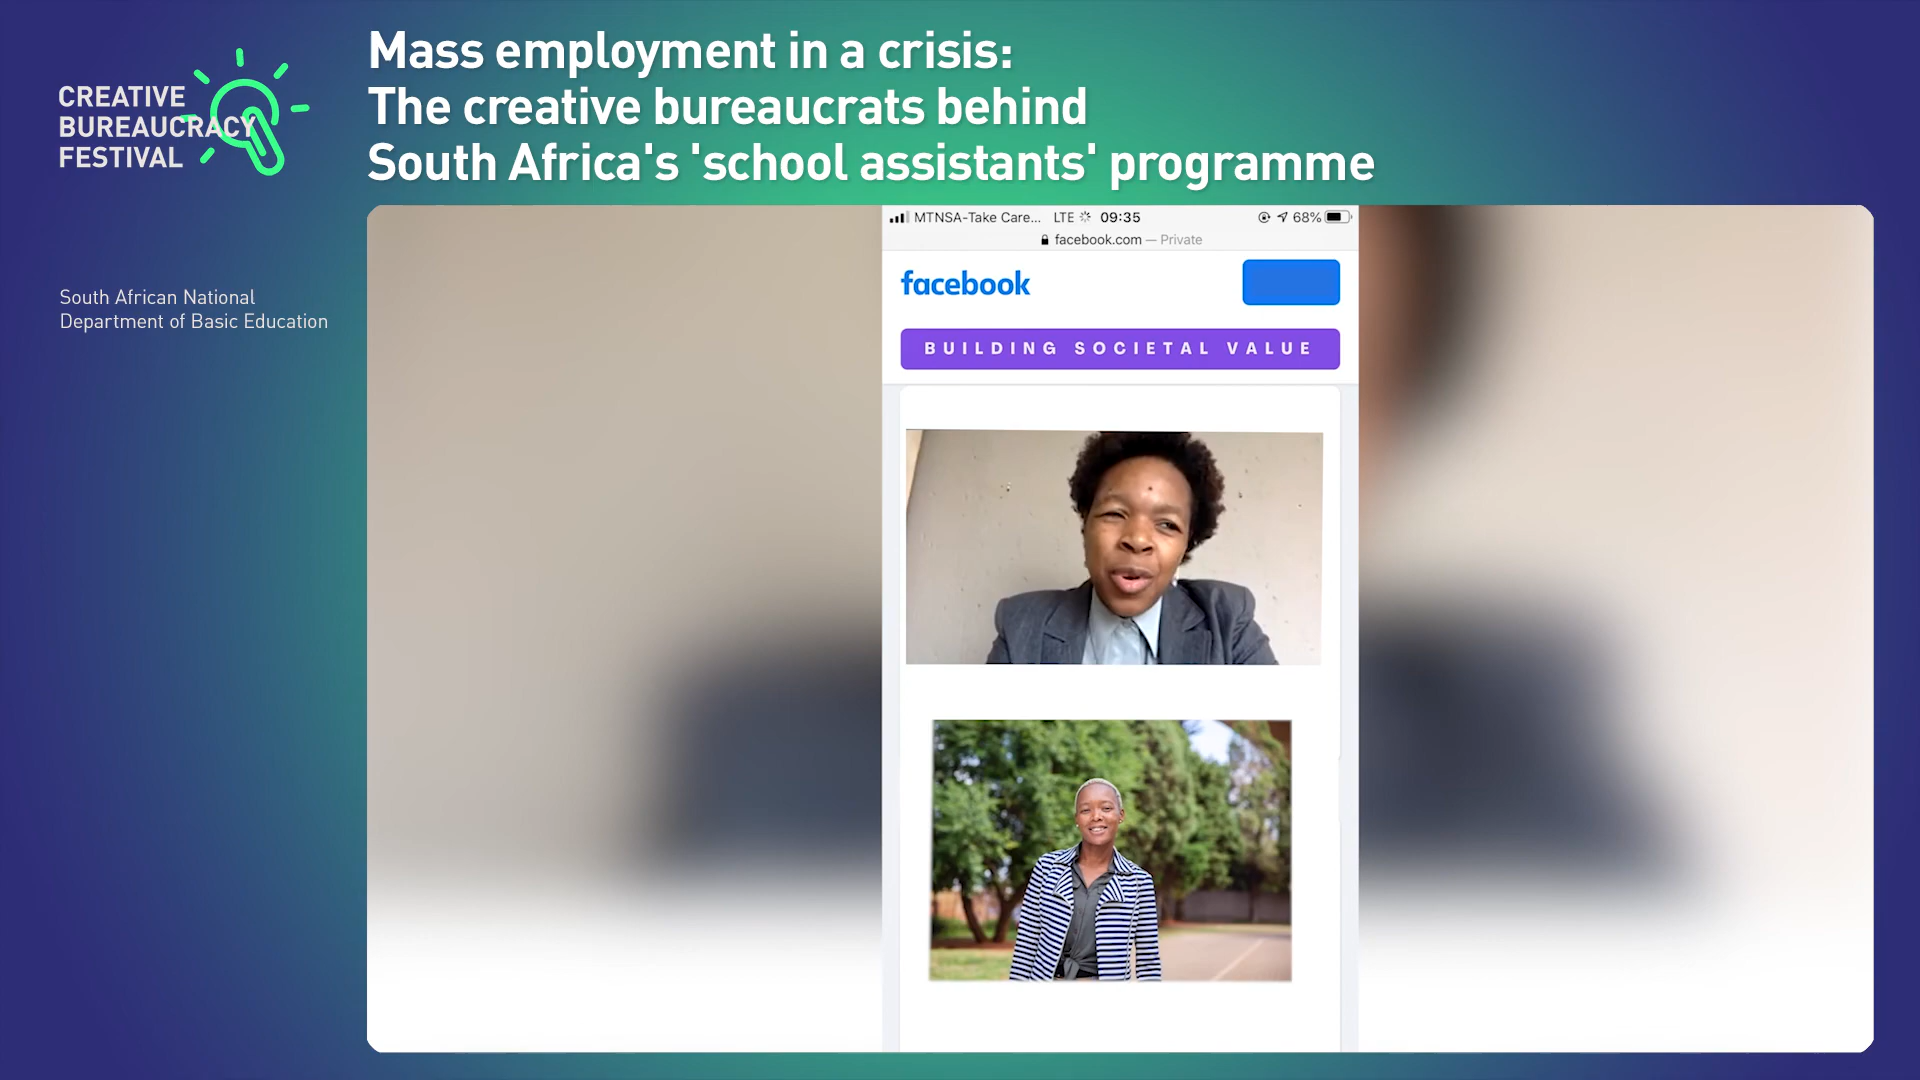 CREATIVE
BUREAUCRACY
FESTIVAL
Mass employment in a crisis:
The creative bureaucrats behind
South Africa's 'school assistants' programme
South African National
Department of Basic Education
MTNSA-Take Care... LTE 09:35 68%
facebook.com — Private
facebook
BUILDING SOCIETAL VALUE